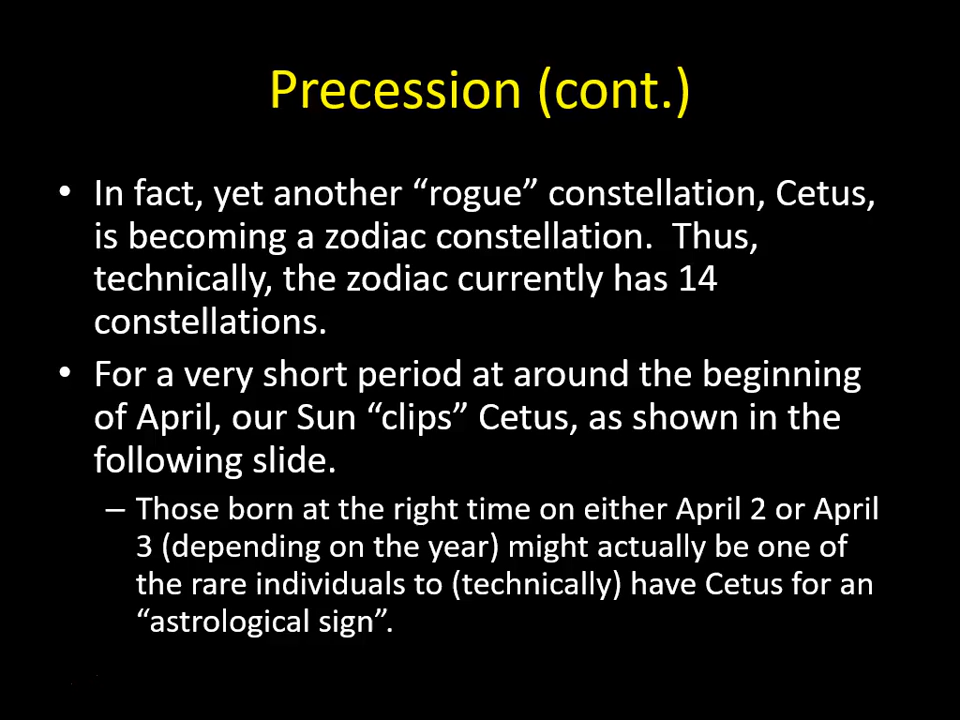 Precession (cont.)
• In fact, yet another “rogue” constellation, Cetus,
is becoming a zodiac constellation.  Thus,
technically, the zodiac currently has 14
constellations.
• For a very short period at around the beginning
of April, our Sun “clips” Cetus, as shown in the
following slide.
– Those born at the right time on either April 2 or April
3 (depending on the year) might actually be one of
the rare individuals to (technically) have Cetus for an
“astrological sign”.